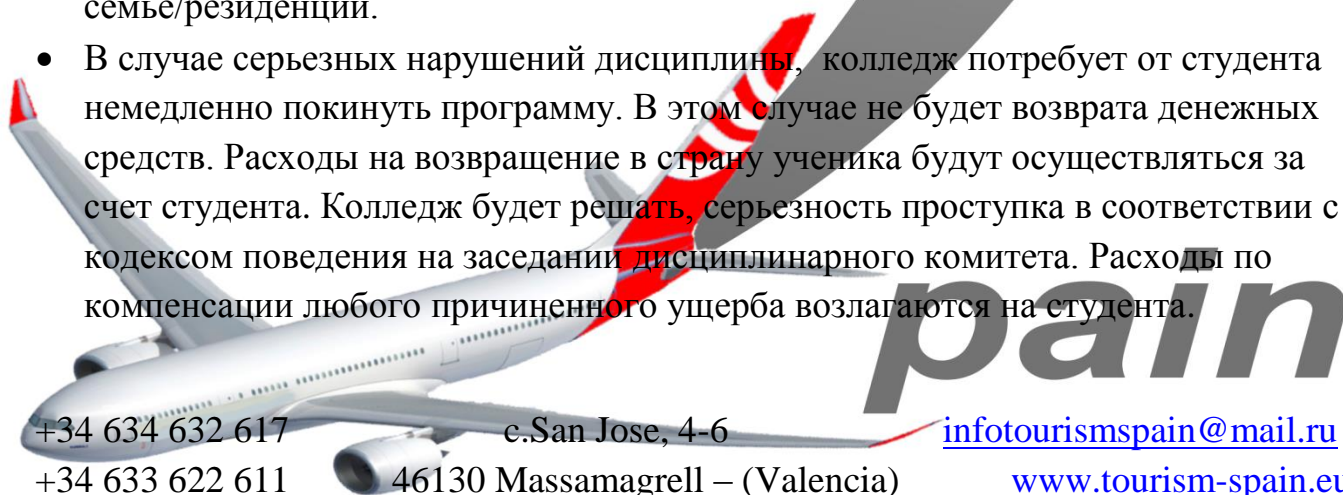 семье/резиденции.
• В случае серьезных нарушений дисциплины, колледж потребует от студента
немедленно покинуть программу. В этом случае не будет возврата денежных
средств. Расходы на возвращение в страну ученика будут осуществляться за
счет студента. Колледж будет решать, серьезность проступка в соответствии с
кодексом поведения на заседании дисциплинарного комитета. Расходы по
компенсации любого причиненного ущерба возлагаются на студента.
pain
+34 634 632 617 c.San Jose, 4-6 infotourismspain@mail.ru
+34 633 622 611 46130 Massamagrell – (Valencia) www.tourism-spain.eu